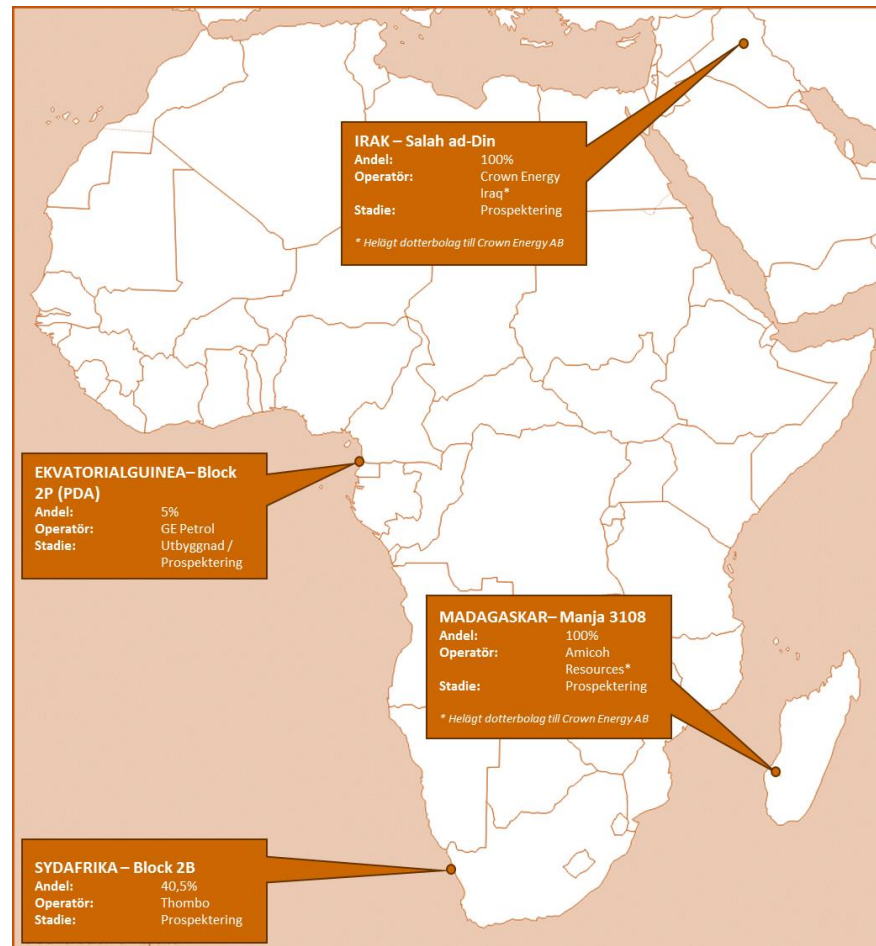 IRAK – Salah ad-Din
Andel: 100%
Operatör: Crown Energy
Iraq*
Stadie: Prospektering
* Helägt dotterbolag till Crown Energy AB
EKVATORIALGUINEA– Block
2P (PDA)
Andel: 5%
Operatör: GE Petrol
Stadie: Utbyggnad /
Prospektering
MADAGASKAR– Manja 3108
Andel: 100%
Operatör: Amicoh
Resources*
Stadie: Prospektering
* Helägt dotterbolag till Crown Energy AB
SYDAFRIKA – Block 2B
Andel: 40,5%
Operatör: Thombo
Stadie: Prospektering